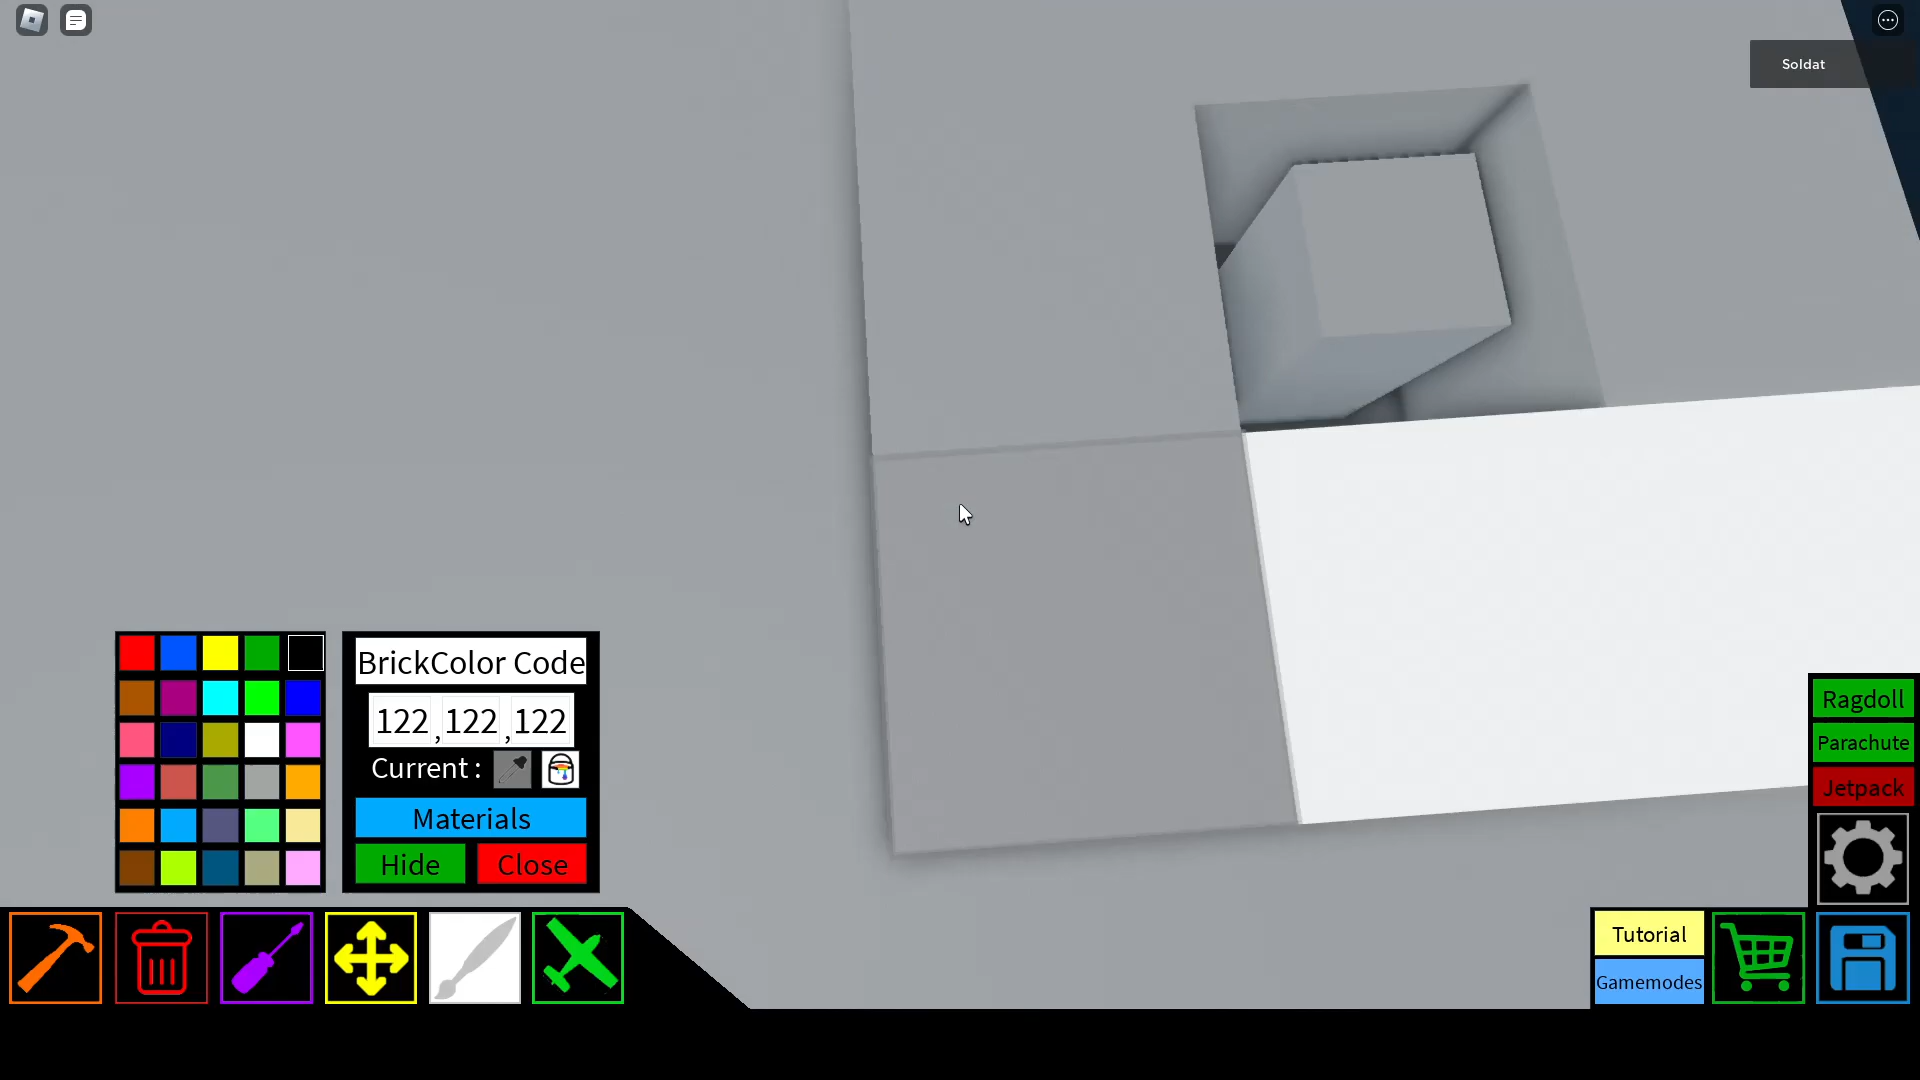 Soldat
BrickColor Code
122,122,122
Current :
Materials
Hide Close
Ragdoll
Parachute
Jetpack
Tutorial
Gamemodes